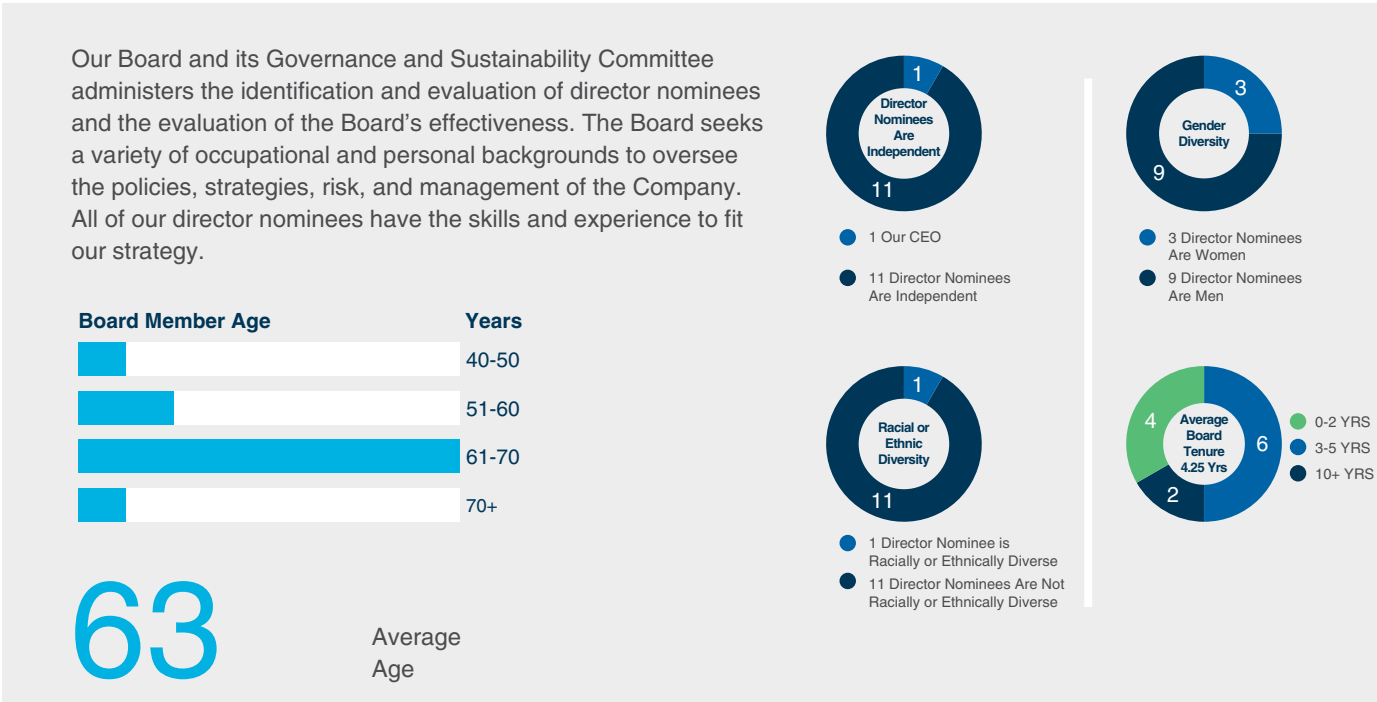 Our Board and its Governance and Sustainability Committee
administers the identification and evaluation of director nominees
and the evaluation of the Board’s effectiveness. The Board seeks
a variety of occupational and personal backgrounds to oversee
the policies, strategies, risk, and management of the Company.
All of our director nominees have the skills and experience to fit
our strategy.
Board Member Age Years
40-50
51-60
61-70
70+
63
Average
Age
1
Director
Nominees
Are
Independent
11
1 Our CEO
11 Director Nominees
Are Independent
3
Gender
Diversity
9
3 Director Nominees
Are Women
9 Director Nominees
Are Men
1
Racial or
Ethnic
Diversity
11
1 Director Nominee is
Racially or Ethnically Diverse
11 Director Nominees Are Not
Racially or Ethnically Diverse
4
Average
Board
Tenure
4.25 Yrs
6
2
0-2 YRS
3-5 YRS
10+ YRS